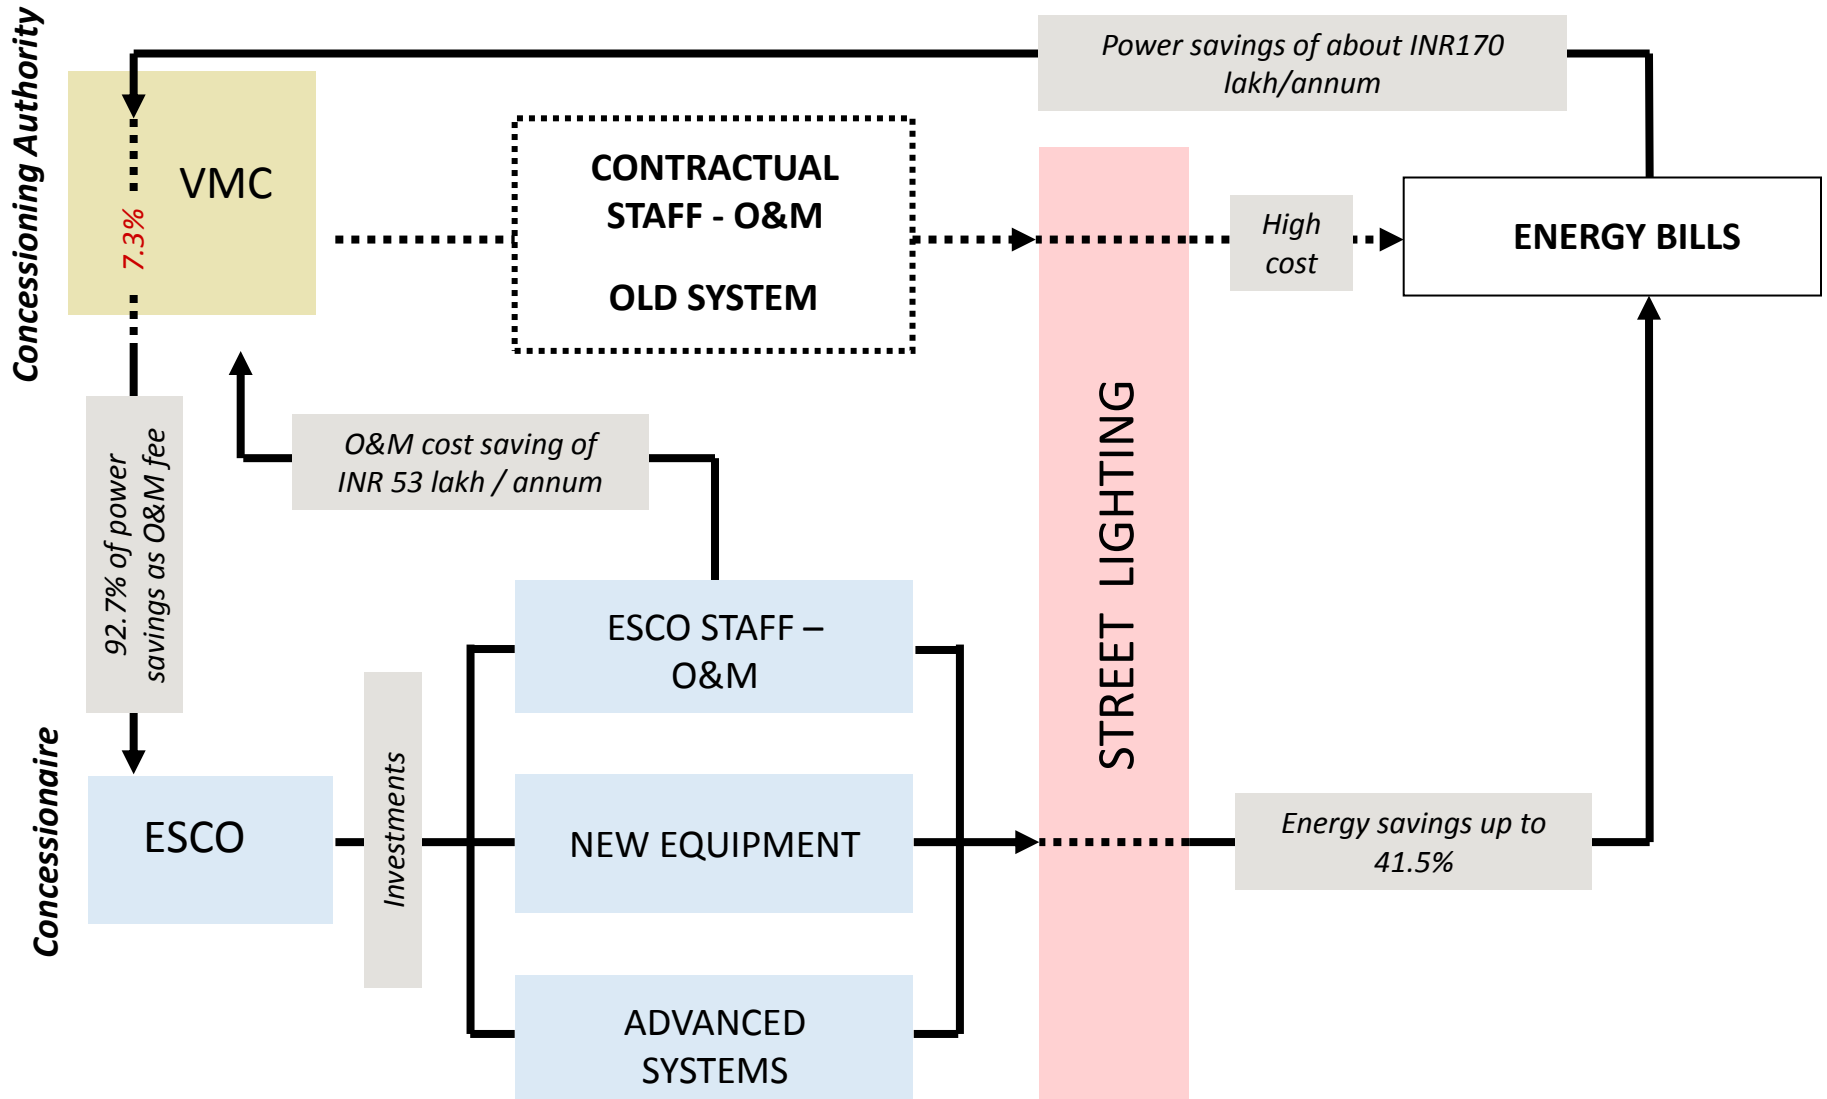 Concessioning Authority
Power savings of about INR170
lakh/annum
VMC
7.3%
CONTRACTUAL
STAFF - O&M
OLD SYSTEM
High
cost
ENERGY BILLS
92.7% of power
savings as O&M fee
O&M cost saving of
INR 53 lakh / annum
STREET LIGHTING
Concessionaire
ESCO
Investments
ESCO STAFF –
O&M
NEW EQUIPMENT
ADVANCED
SYSTEMS
Energy savings up to
41.5%